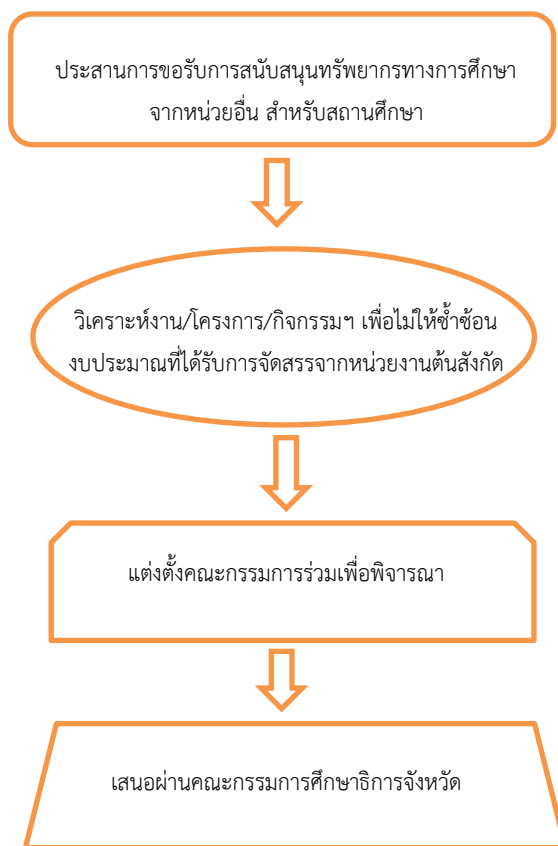 ประสานการขอรับการสนับสนุนทรัพยากรทางการศึกษา
จากหน่วยอื่น สำหรับสถานศึกษา
วิเคราะห์งาน/โครงการ/กิจกรรมฯ เพื่อไม่ให้ซ้ำซ้อน
งบประมาณที่ได้รับการจัดสรรจากหน่วยงานต้นสังกัด
แต่งตั้งคณะกรรมการร่วมเพื่อพิจารณา
เสนอผ่านคณะกรรมการศึกษาธิการจังหวัด